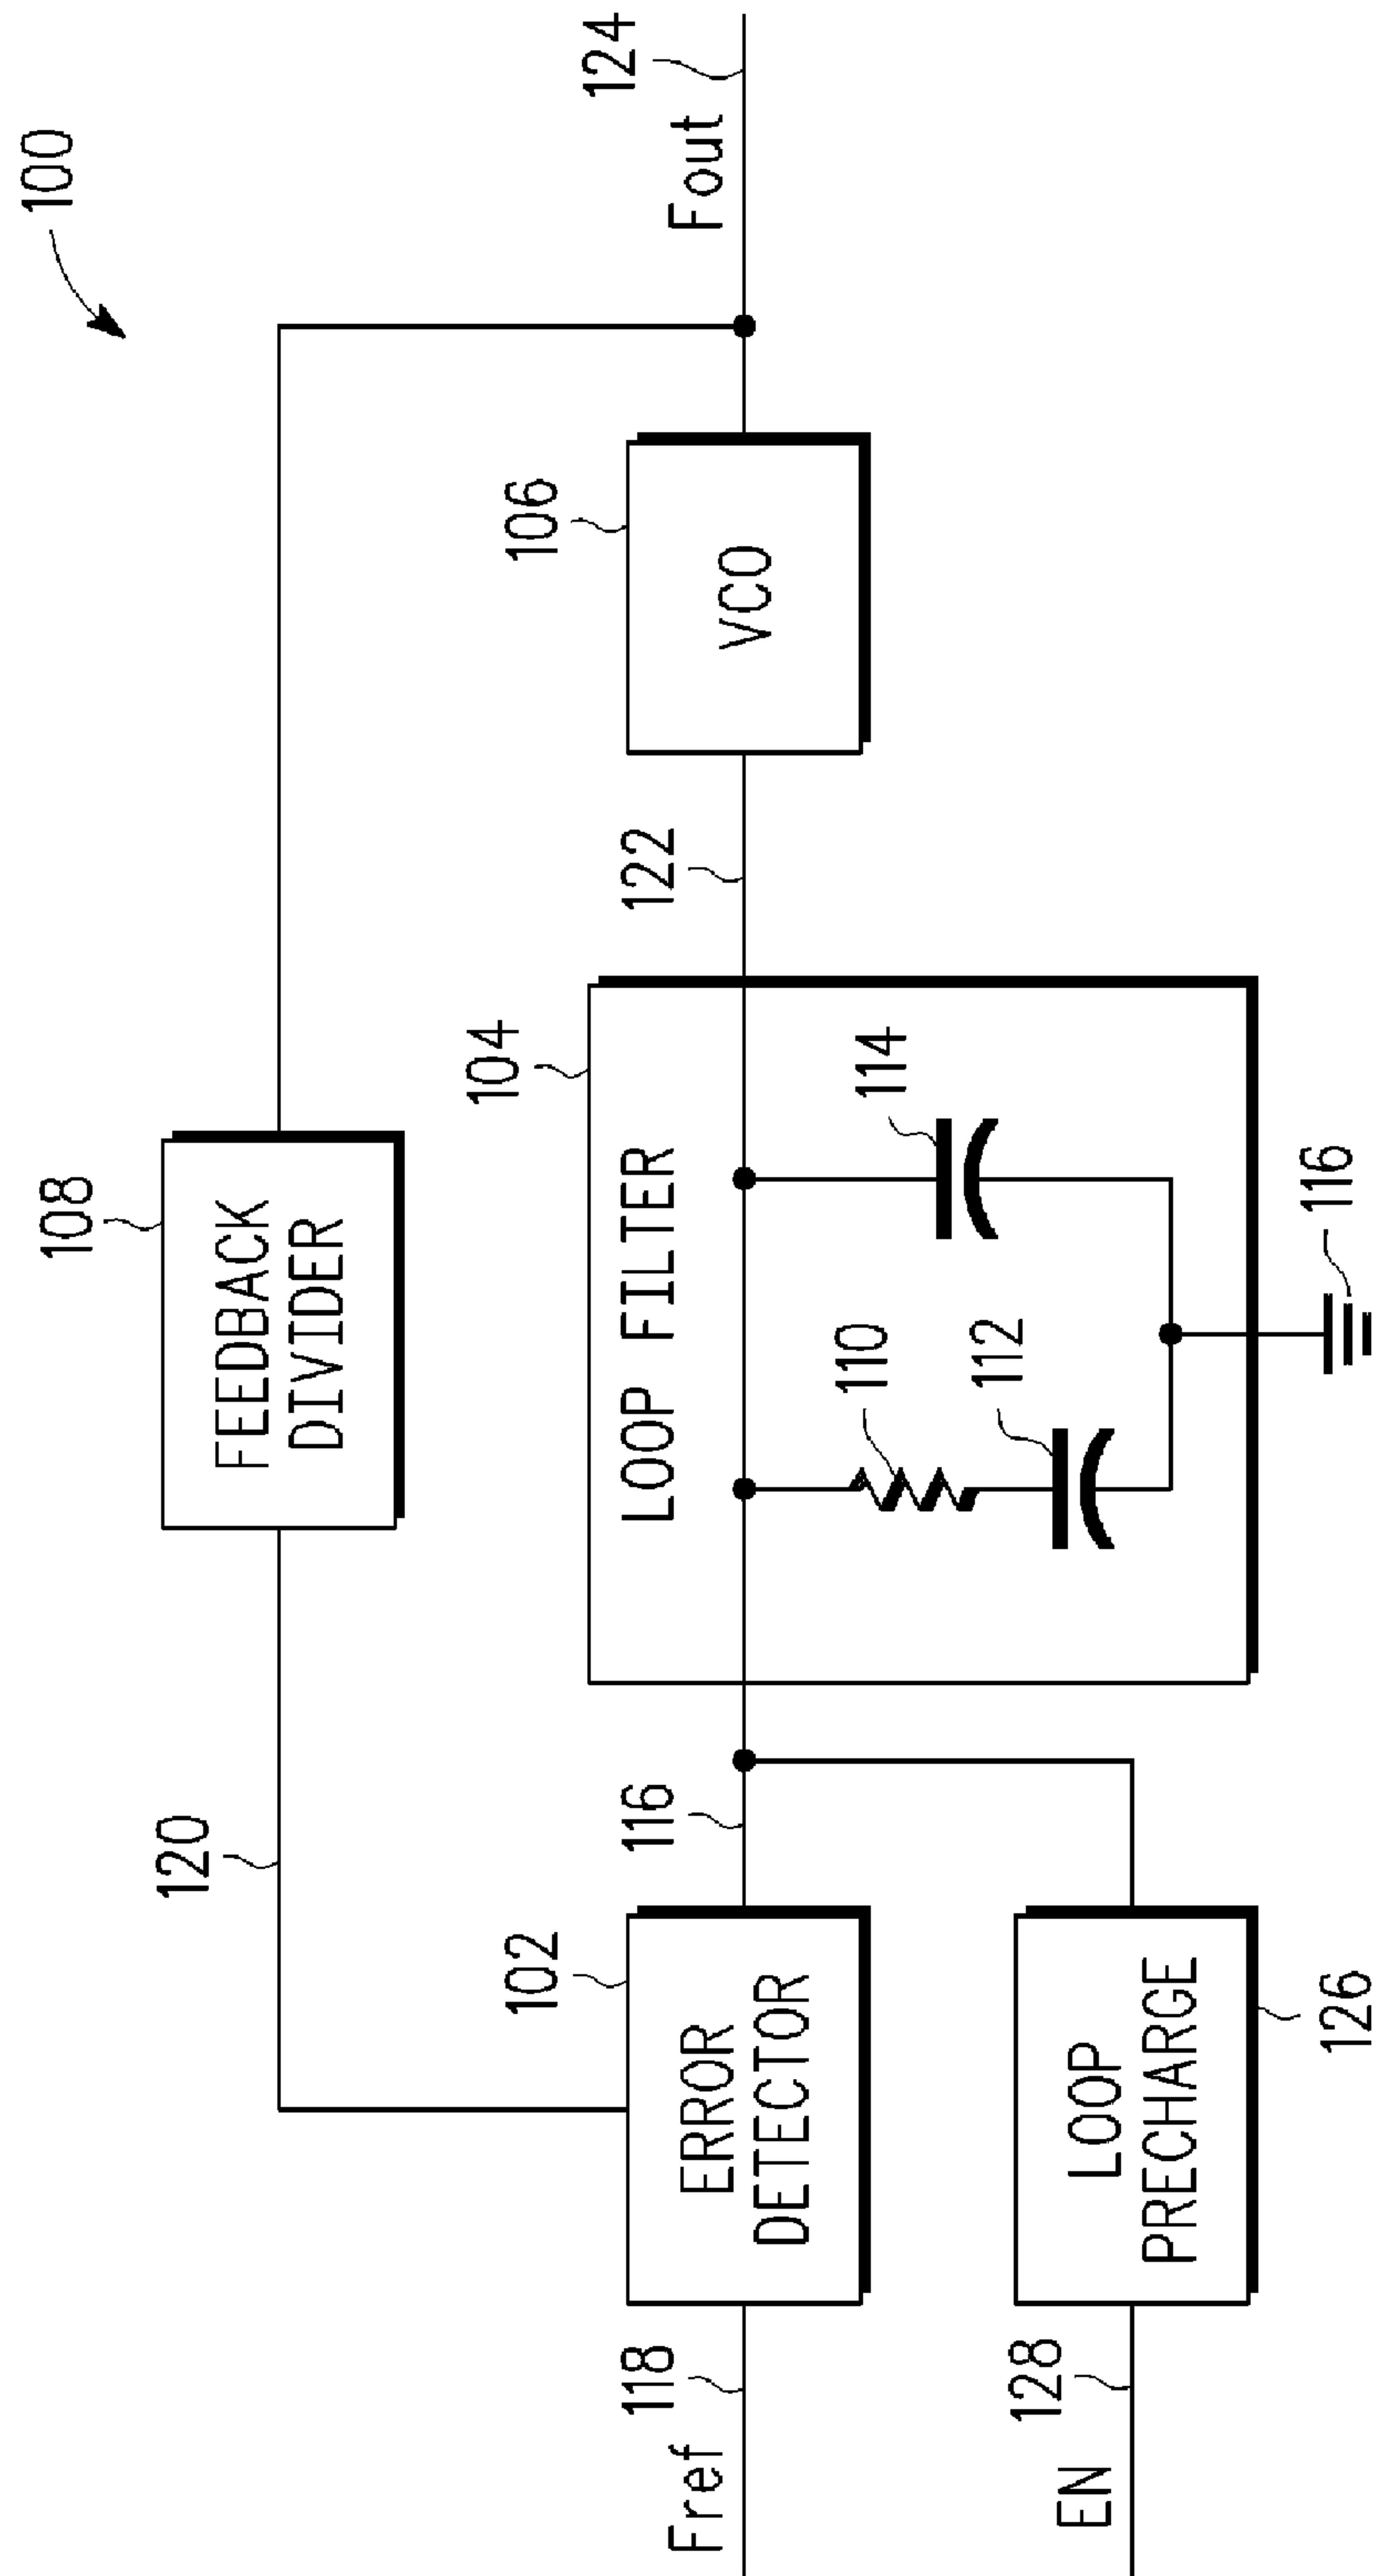 100
108
FEEDBACK
DIVIDER
120
104
LOOP FILTER
110
112
114
116
102
ERROR
DETECTOR
116
122
106
VCO
124
Fout
118
Fref
128
EN
LOOP
PRECHARGE
126